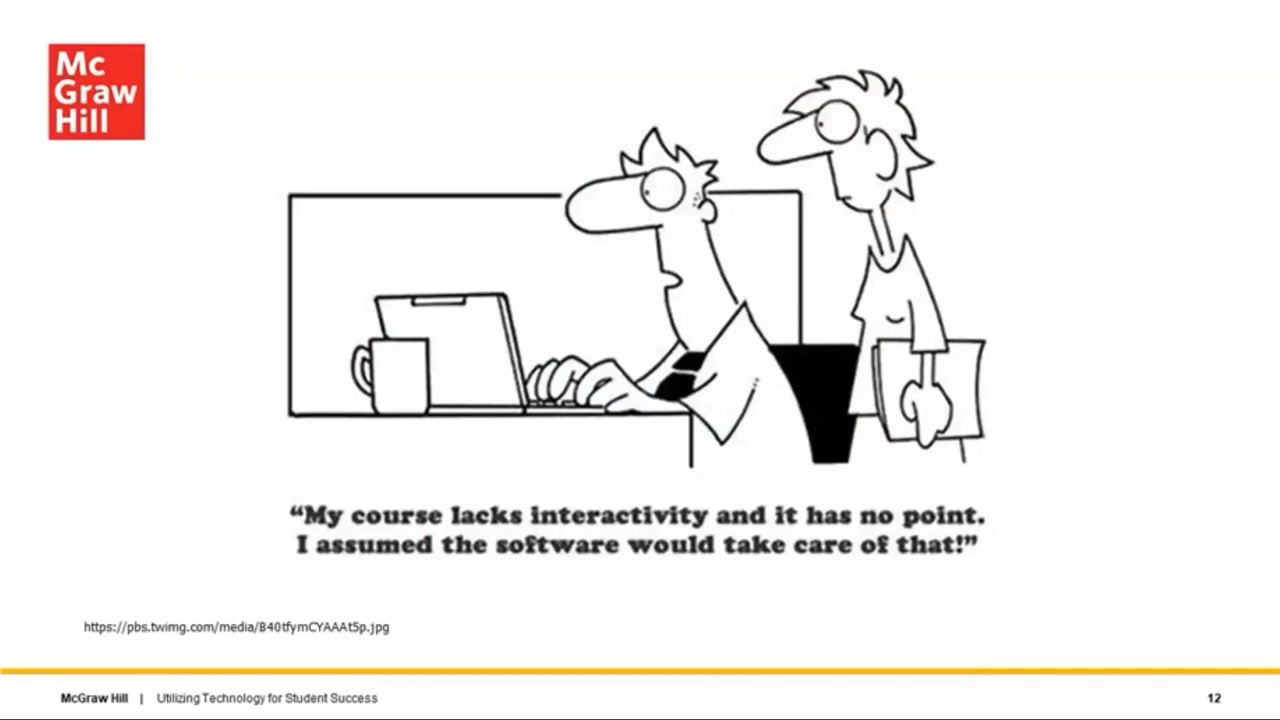 Mc
Graw
Hill
“My course lacks interactivity and it has no point.
I assumed the software would take care of that!”
https://pbs.twimg.com/media/B40tfymCYAAAt5p.jpg
McGraw Hill | Utilizing Technology for Student Success
12